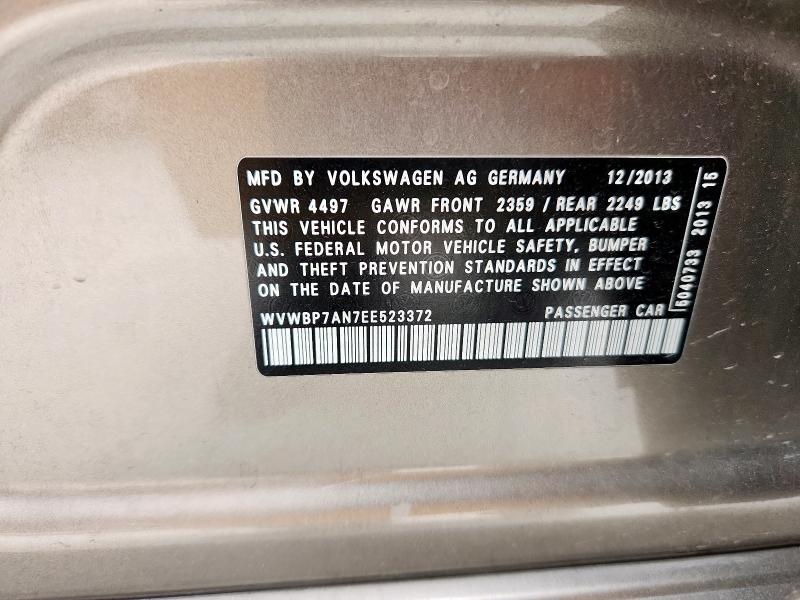 MFD BY VOLKSWAGEN AG GERMANY 12/2013
GVWR 4497 GAWR FRONT 2359 / REAR 2249 LBS
THIS VEHICLE CONFORMS TO ALL APPLICABLE
U.S. FEDERAL MOTOR VEHICLE SAFETY, BUMPER
AND THEFT PREVENTION STANDARDS IN EFFECT
ON THE DATE OF MANUFACTURE SHOWN ABOVE
WVWBP7AN7EE523372 PASSENGER CAR
5040733 2013 15